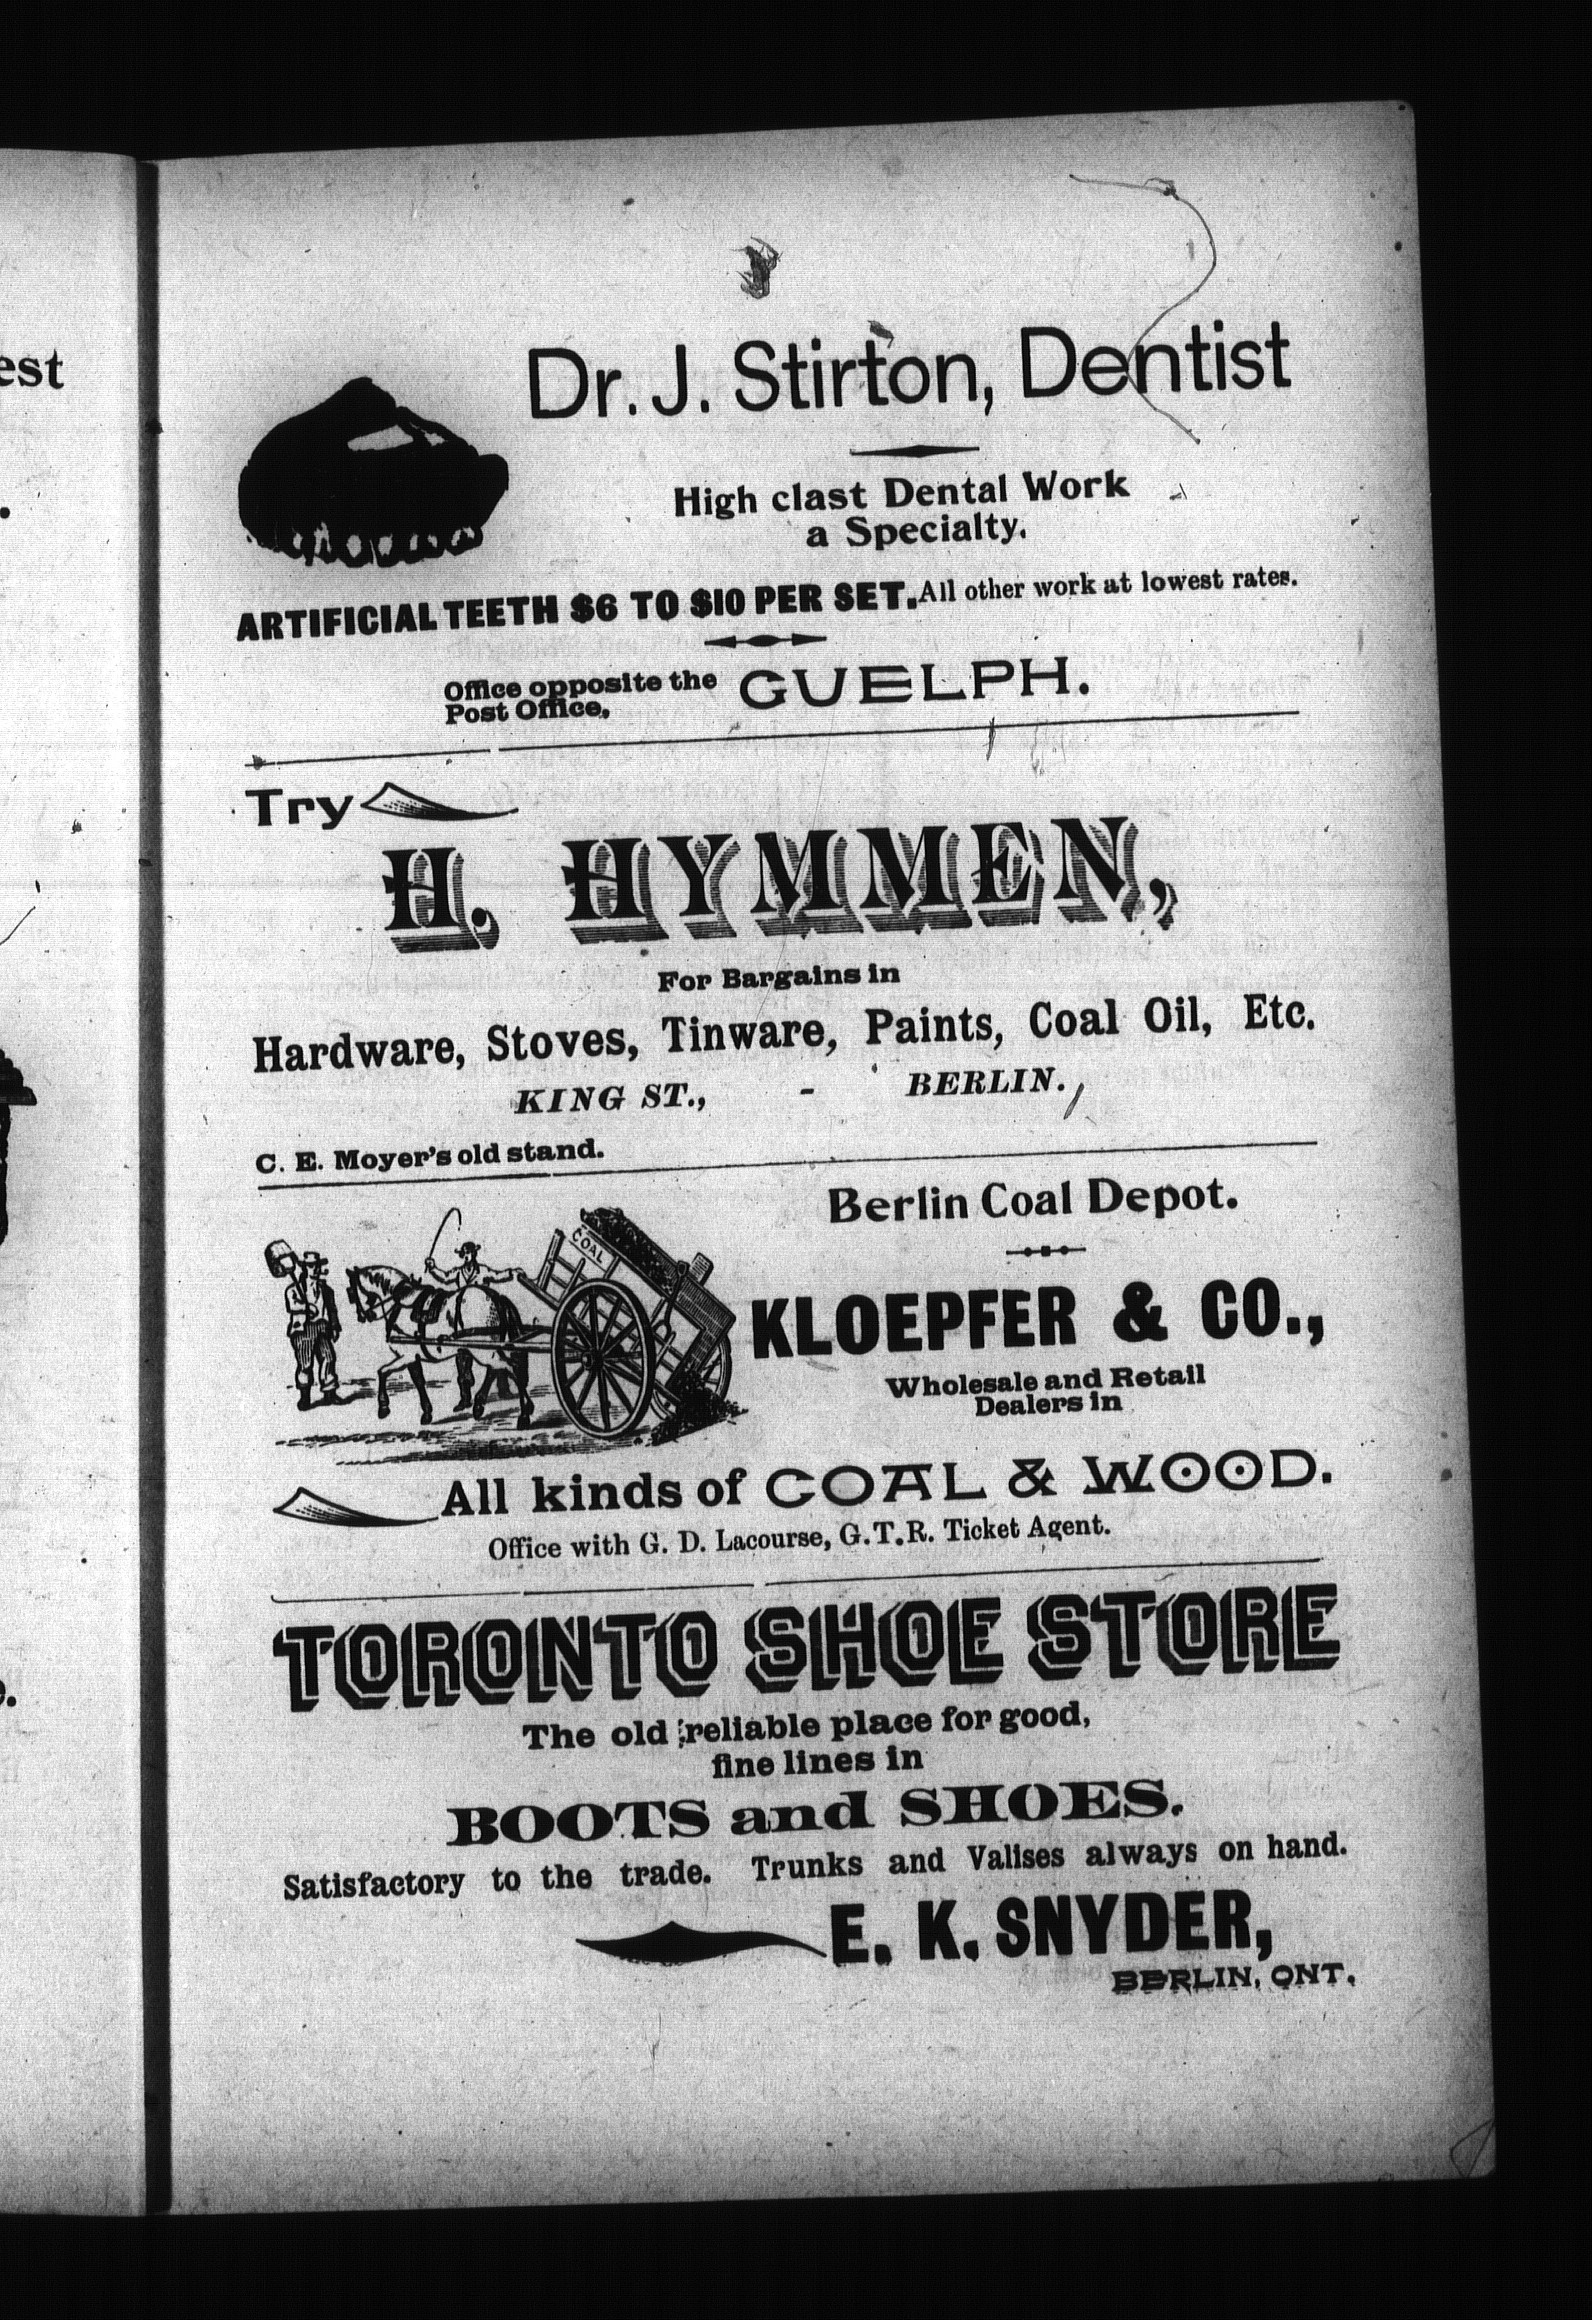 est
Dr. J. Stirton, Dentist
High clast Dental Work
a Specialty.
ARTIFICIAL TEETH $6 TO $10 PER SET. All other work at lowest rates.
Office opposite the
Post Office,
GUELPH.
Try
H. HYMMEN,
For Bargains in
Hardware, Stoves, Tinware, Paints, Coal Oil, Etc.
KING ST., - BERLIN.
C. E. Moyer's old stand.
Berlin Coal Depot.
COAL
KLOEPFER & CO.,
Wholesale and Retail
Dealers in
All kinds of COAL & WOOD.
Office with G. D. Lacourse, G.T.R. Ticket Agent.
TORONTO SHOE STORE
The old reliable place for good,
fine lines in
BOOTS and SHOES.
Satisfactory to the trade. Trunks and Valises always on hand.
E. K. SNYDER,
BERLIN, ONT.